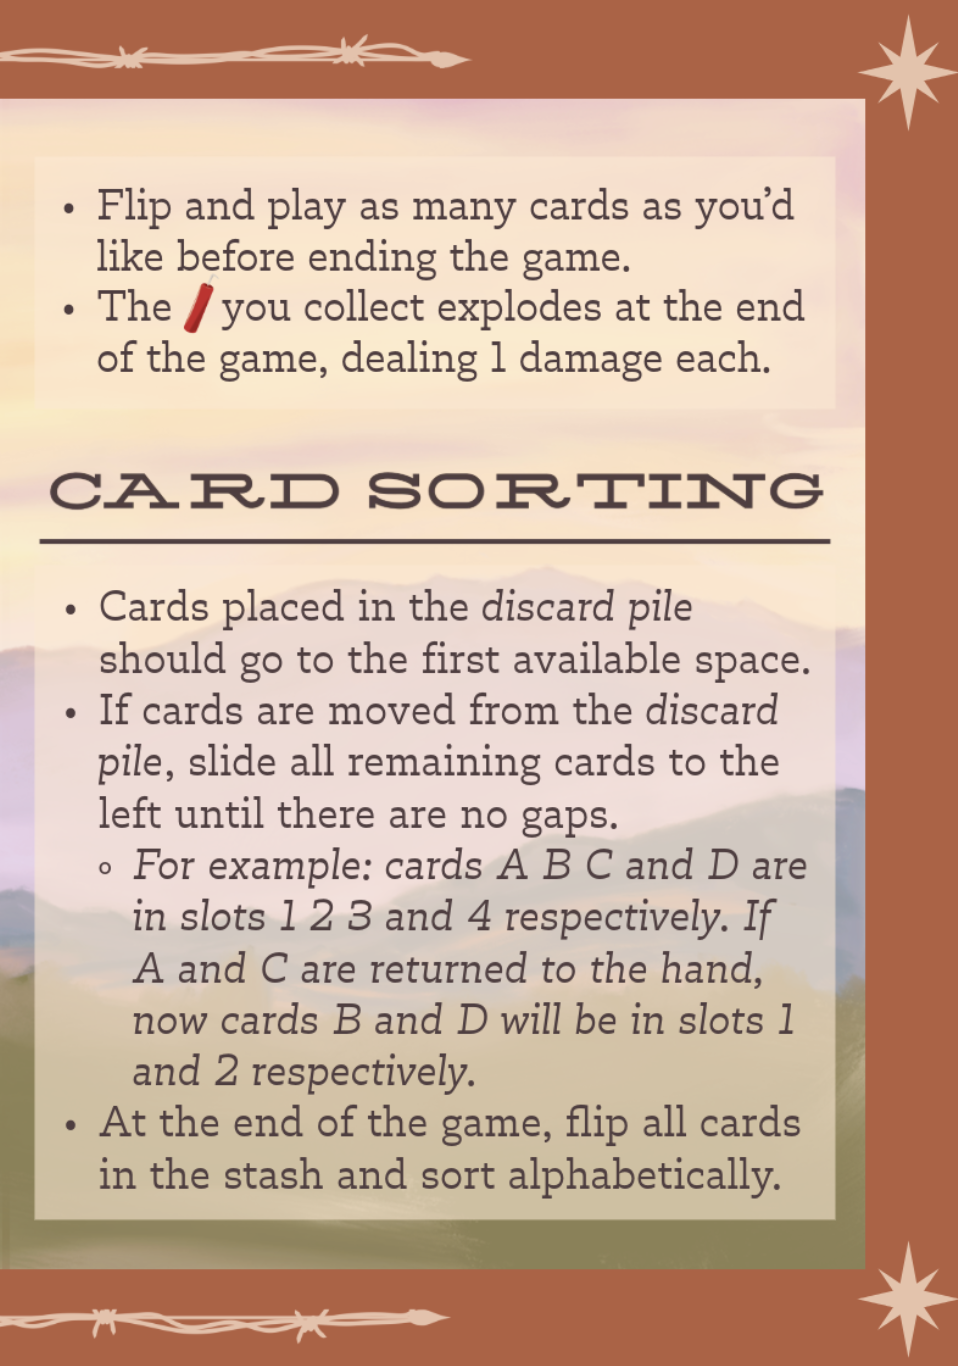 • Flip and play as many cards as you’d
like before ending the game.
• The you collect explodes at the end
of the game, dealing 1 damage each.
CARD SORTING
• Cards placed in the discard pile
should go to the first available space.
• If cards are moved from the discard
pile, slide all remaining cards to the
left until there are no gaps.
◦ For example: cards A B C and D are
in slots 1 2 3 and 4 respectively. If
A and C are returned to the hand,
now cards B and D will be in slots 1
and 2 respectively.
• At the end of the game, flip all cards
in the stash and sort alphabetically.